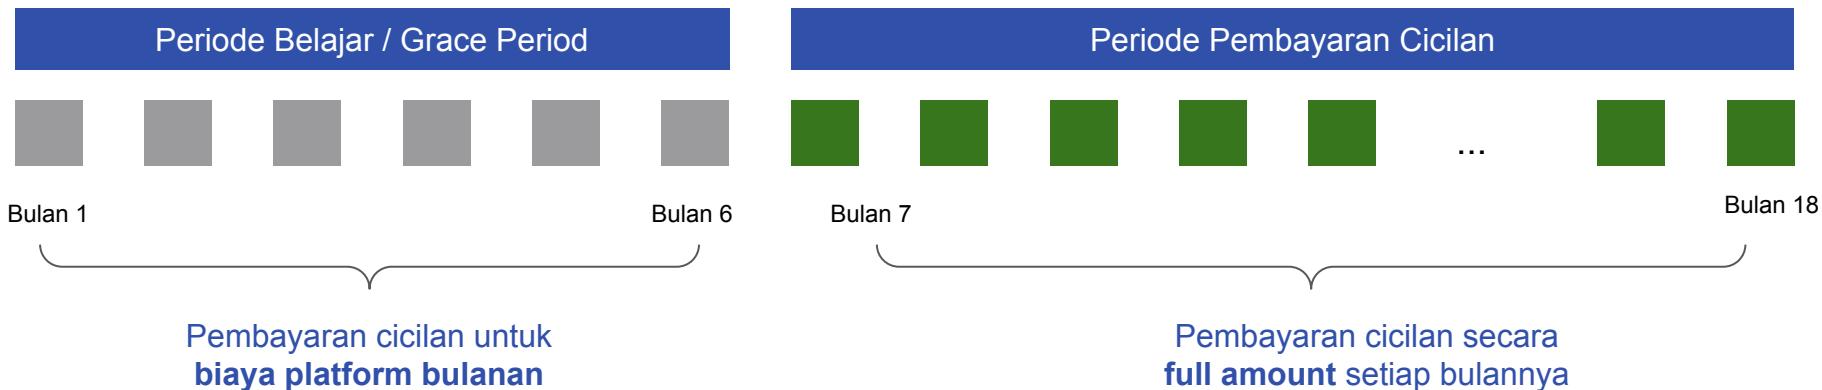 Periode Belajar / Grace Period
Periode Pembayaran Cicilan
...
Bulan 1
Bulan 6
Bulan 7
Bulan 18
Pembayaran cicilan untuk
biaya platform bulanan
Pembayaran cicilan secara
full amount setiap bulannya